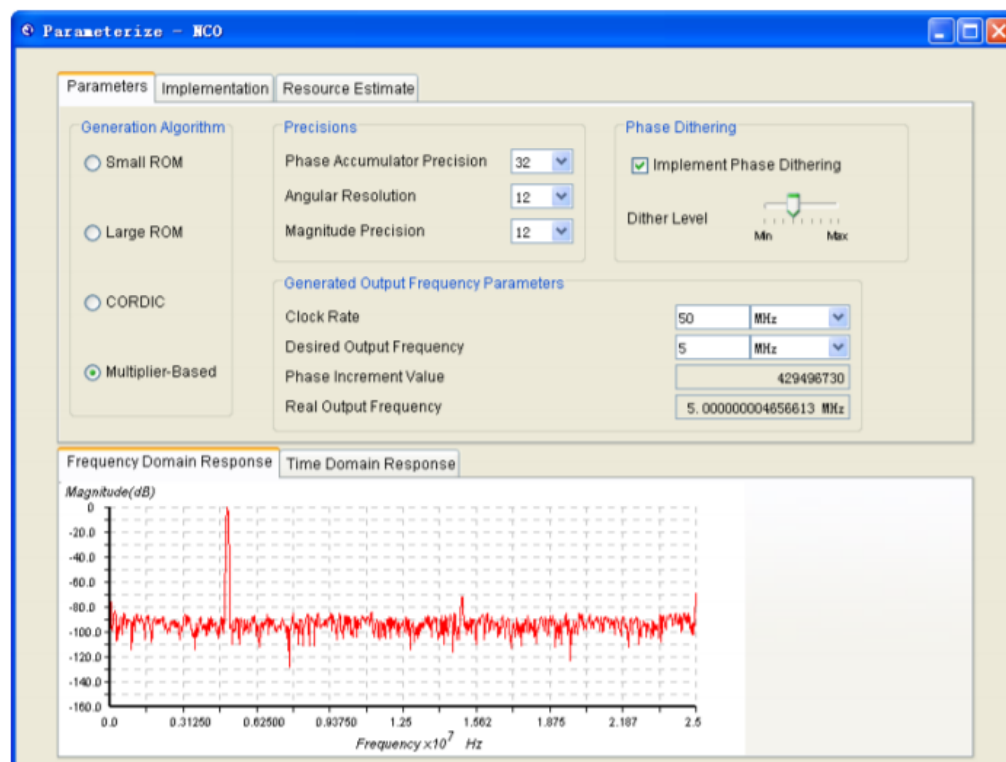 Parameterize - NCO
Parameters Implementation Resource Estimate
Generation Algorithm
Small ROM
Large ROM
CORDIC
Multiplier-Based
Precisions
Phase Accumulator Precision 32
Angular Resolution 12
Magnitude Precision 12
Phase Dithering
Implement Phase Dithering
Dither Level
Min Max
Generated Output Frequency Parameters
Clock Rate 50 MHz
Desired Output Frequency 5 MHz
Phase Increment Value 429496730
Real Output Frequency 5.000000004656613 MHz
Frequency Domain Response Time Domain Response
Magnitude(dB)
0
-20.0
-40.0
-60.0
-80.0
-100.0
-120.0
-140.0
-160.0
0.0 0.31250 0.62500 0.93750 1.25 1.562 1.875 2.187 2.5
Frequency×10⁷ Hz